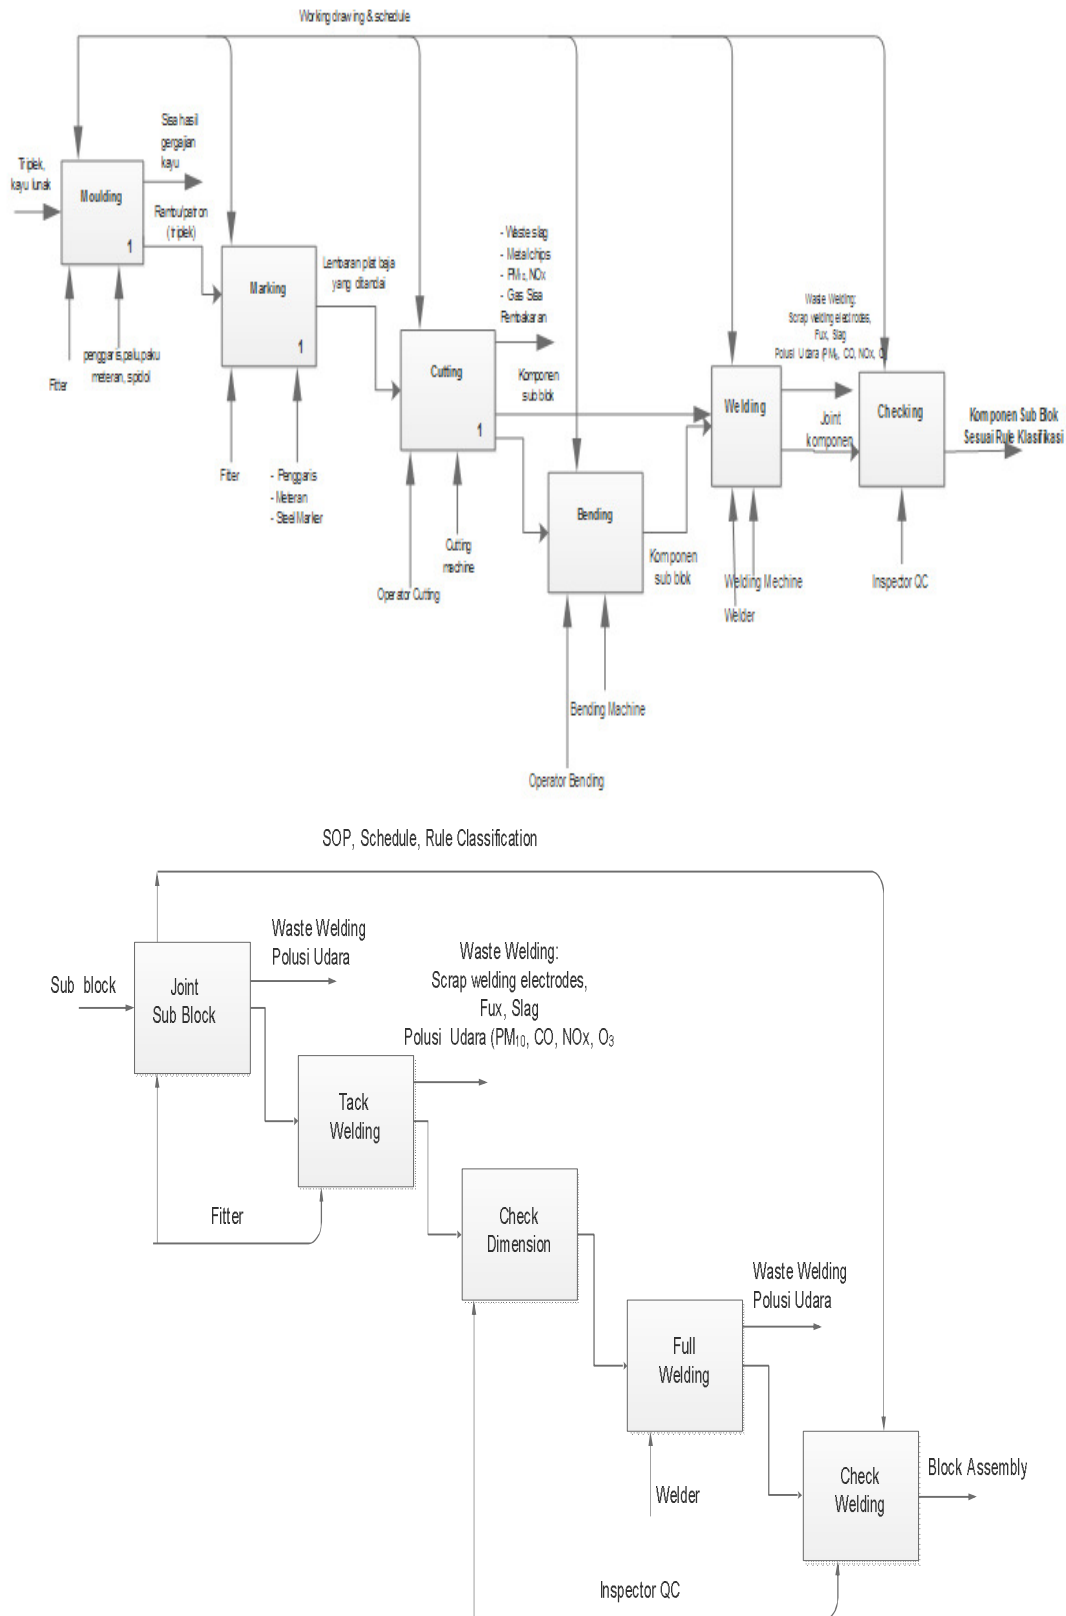 Working drawing & schedule
Sisa hasil
gergajian
kayu
Triplek,
kayu lunak
Moulding
1
Rambu/patron
(triplek)
Fitter
penggaris,palu,paku
meteran, spidol
Marking
1
Lembaran plat baja
yang ditandai
Fitter
- Penggaris
- Meteran
- Steel Marker
- Waste slag
- Metal chips
- PM₁₀, NOx
- Gas Sisa
Pembakaran
Cutting
1
Komponen
sub blok
Operator Cutting
Cutting
machine
Bending
Komponen
sub blok
Bending Machine
Operator Bending
Waste Welding:
Scrap welding electrodes,
Fux, Slag
Polusi Udara (PM₁₀, CO, NOx, O
Welding
Joint
komponen
Welding Mechine
Welder
Checking
Inspector QC
Komponen Sub Blok
Sesuai Rule Klasifikasi
SOP, Schedule, Rule Classification
Sub block
Joint
Sub Block
Waste Welding
Polusi Udara
Waste Welding:
Scrap welding electrodes,
Fux, Slag
Polusi Udara (PM₁₀, CO, NOx, O₃
Tack
Welding
Fitter
Check
Dimension
Waste Welding
Polusi Udara
Full
Welding
Welder
Check
Welding
Block Assembly
Inspector QC